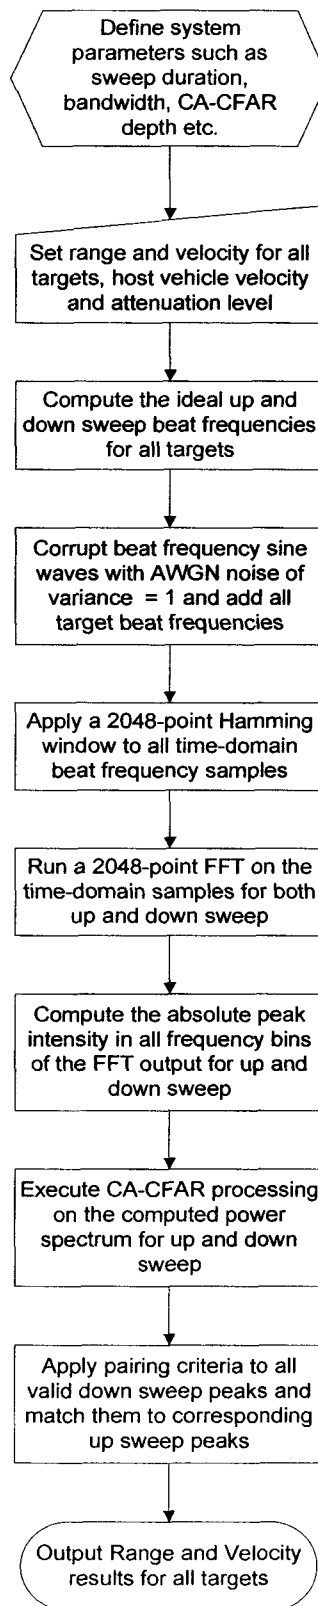 Define system
parameters such as
sweep duration,
bandwidth, CA-CFAR
depth etc.
Set range and velocity for all
targets, host vehicle velocity
and attenuation level
Compute the ideal up and
down sweep beat frequencies
for all targets
Corrupt beat frequency sine
waves with AWGN noise of
variance = 1 and add all
target beat frequencies
Apply a 2048-point Hamming
window to all time-domain
beat frequency samples
Run a 2048-point FFT on the
time-domain samples for both
up and down sweep
Compute the absolute peak
intensity in all frequency bins
of the FFT output for up and
down sweep
Execute CA-CFAR processing
on the computed power
spectrum for up and down
sweep
Apply pairing criteria to all
valid down sweep peaks and
match them to corresponding
up sweep peaks
Output Range and Velocity
results for all targets